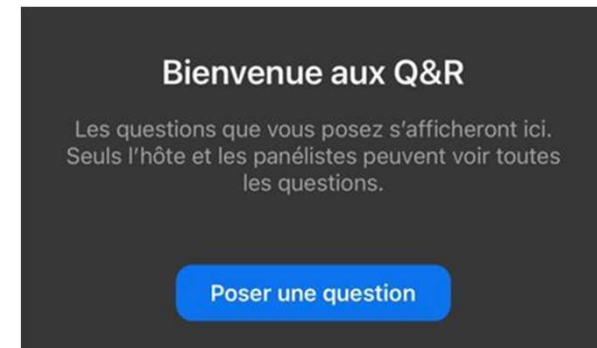 Bienvenue aux Q&R
Les questions que vous posez s’afficheront ici.
Seuls l’hôte et les panélistes peuvent voir toutes
les questions.
Poser une question